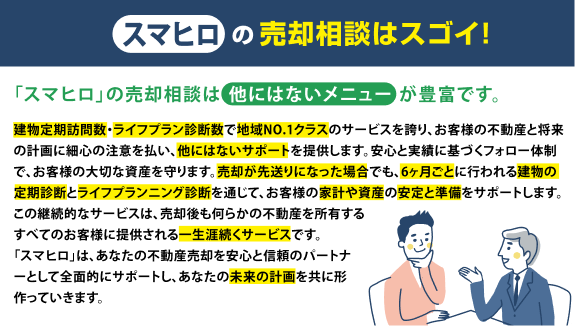 スマヒロの売却相談はスゴイ!
「スマヒロ」の売却相談は他にはないメニューが豊富です。
建物定期訪問数・ライフプラン診断数で地域NO.1クラスのサービスを誇り、お客様の不動産と将来
の計画に細心の注意を払い、他にはないサポートを提供します。安心と実績に基づくフォロー体制
で、お客様の大切な資産を守ります。売却が先送りになった場合でも、6ヶ月ごとに行われる建物の
定期診断とライフプランニング診断を通じて、お客様の家計や資産の安定と準備をサポートします。
この継続的なサービスは、売却後も何らかの不動産を所有する
すべてのお客様に提供される一生涯続くサービスです。
「スマヒロ」は、あなたの不動産売却を安心と信頼のパートナ
ーとして全面的にサポートし、あなたの未来の計画を共に形
作っていきます。